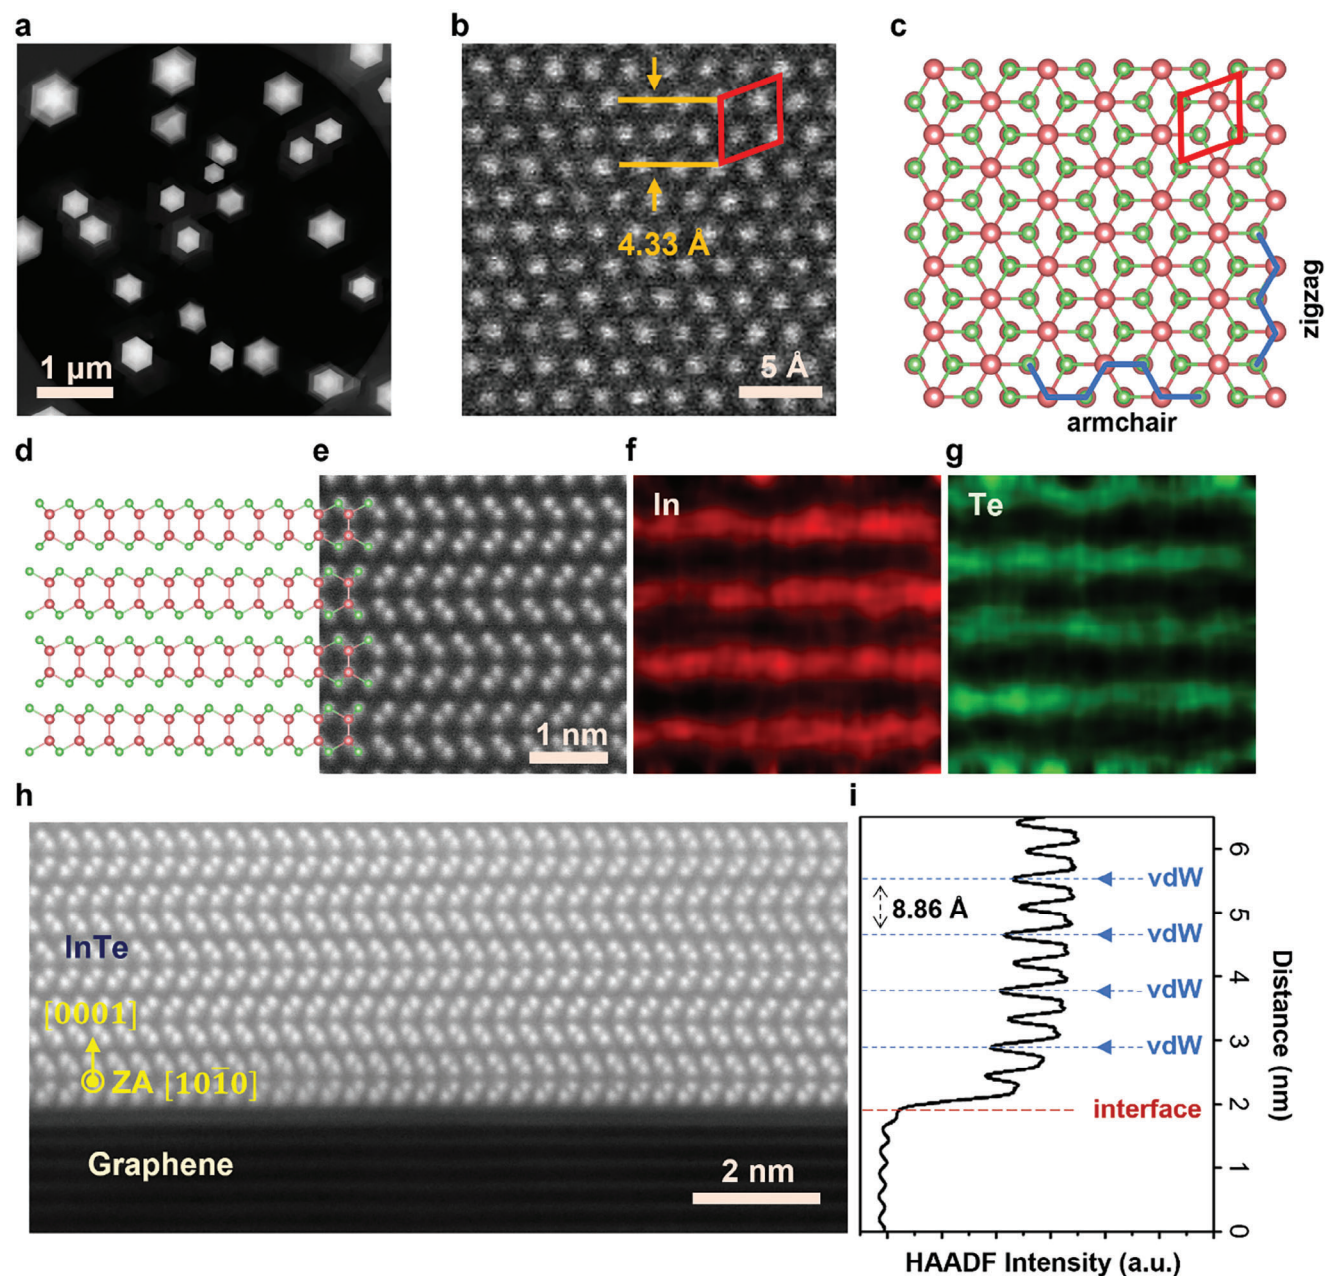 a
b
c
1 µm
4.33 Å
5 Å
zigzag
armchair
d
e
f
g
1 nm
In
Te
h
i
InTe
[0001]
ZA [101̄0]
Graphene
2 nm
vdW
8.86 Å
vdW
vdW
vdW
interface
6
5
4
3
2
1
0
Distance (nm)
HAADF Intensity (a.u.)